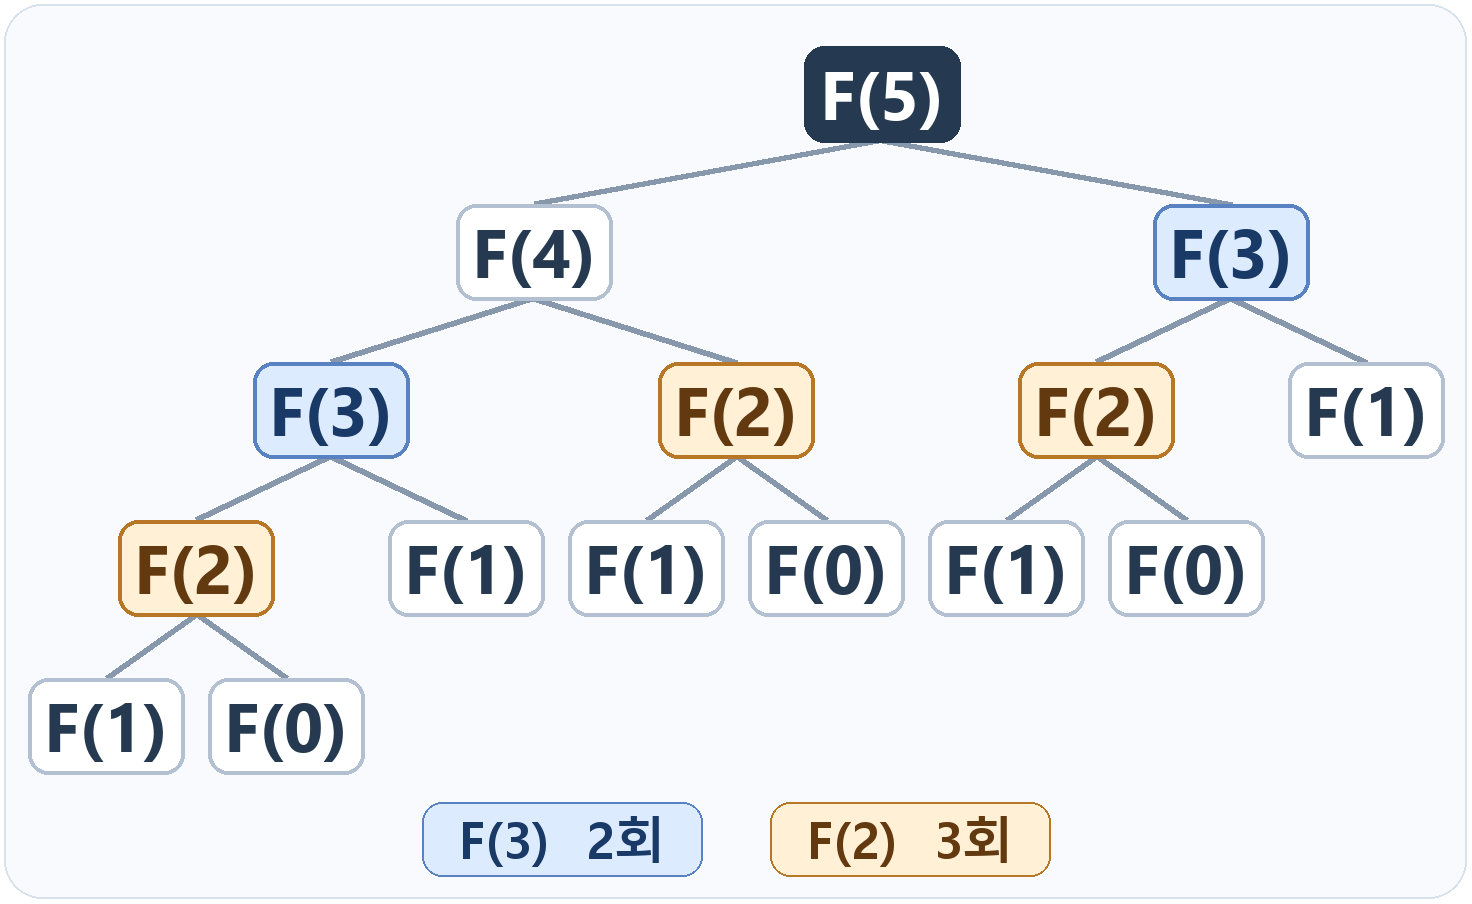 F(5)
F(4) F(3)
F(3) F(2) F(2) F(1)
F(2) F(1) F(1) F(0) F(1) F(0)
F(1) F(0)
F(3) 2회 F(2) 3회